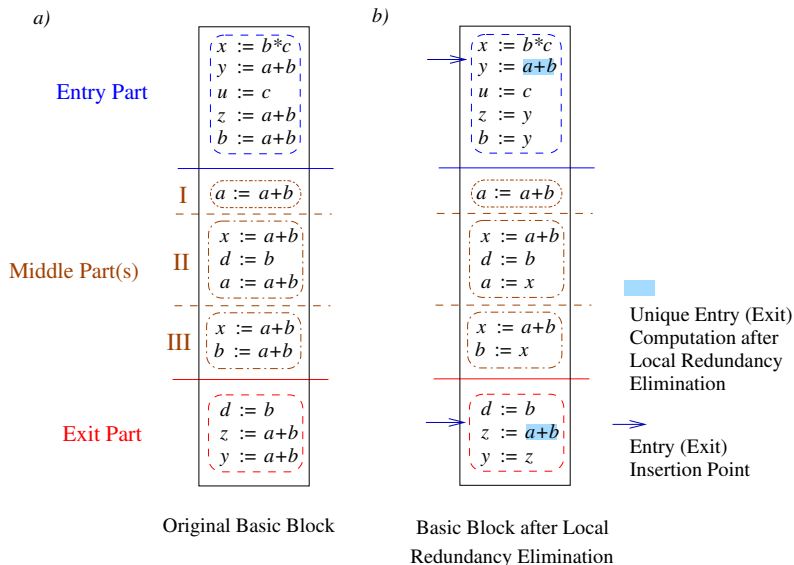 a)
Entry Part
x := b*c
y := a+b
u := c
z := a+b
b := a+b
I
a := a+b
Middle Part(s)
II
x := a+b
d := b
a := a+b
III
x := a+b
b := a+b
Exit Part
d := b
z := a+b
y := a+b
Original Basic Block
b)
x := b*c
y := a+b
u := c
z := y
b := y
a := a+b
x := a+b
d := b
a := x
x := a+b
b := x
d := b
z := a+b
y := z
Basic Block after Local
Redundancy Elimination
Unique Entry (Exit)
Computation after
Local Redundancy
Elimination
Entry (Exit)
Insertion Point